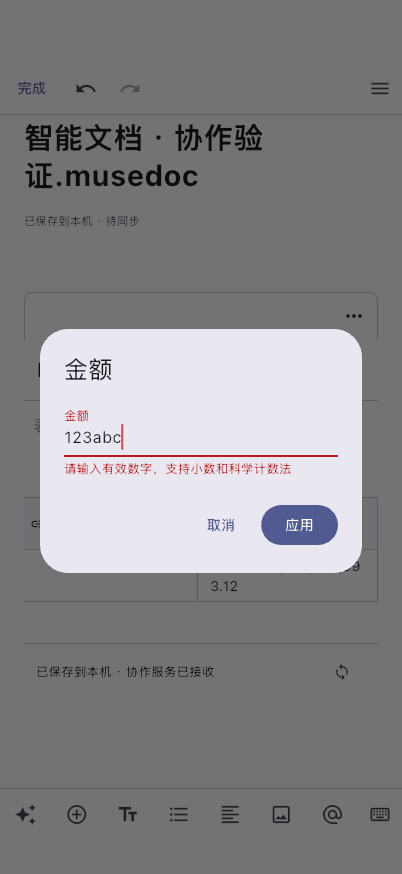 完成
智能文档 · 协作验
证.musedoc
已保存到本机 · 待同步
金额
金额
123abc
请输入有效数字，支持小数和科学计数法
取消
应用
3.12
已保存到本机 · 协作服务已接收